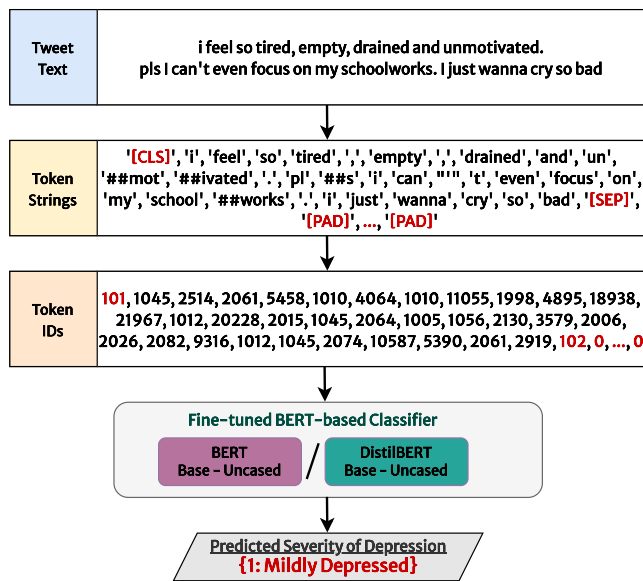 Tweet
Text
i feel so tired, empty, drained and unmotivated.
pls I can't even focus on my schoolworks. I just wanna cry so bad
Token
Strings
'[CLS]', 'i', 'feel', 'so', 'tired', ',', 'empty', ',', 'drained', 'and', 'un',
'##mot', '##ivated', '.', 'pl', '##s', 'i', 'can', "'", 't', 'even', 'focus', 'on',
'my', 'school', '##works', '.', 'i', 'just', 'wanna', 'cry', 'so', 'bad', '[SEP]',
'[PAD]', ..., '[PAD]'
Token
IDs
101, 1045, 2514, 2061, 5458, 1010, 4064, 1010, 11055, 1998, 4895, 18938,
21967, 1012, 20228, 2015, 1045, 2064, 1005, 1056, 2130, 3579, 2006,
2026, 2082, 9316, 1012, 1045, 2074, 10587, 5390, 2061, 2919, 102, 0, ..., 0
Fine-tuned BERT-based Classifier
BERT
Base - Uncased
/
DistilBERT
Base - Uncased
Predicted Severity of Depression
{1: Mildly Depressed}